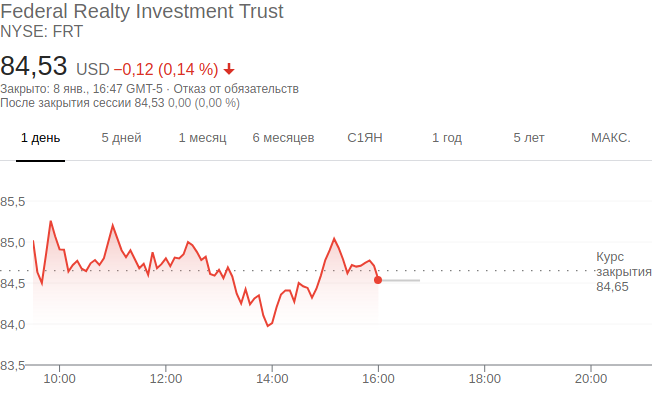 Federal Realty Investment Trust
NYSE: FRT
84,53 USD −0,12 (0,14 %)
Закрыто: 8 янв., 16:47 GMT-5 · Отказ от обязательств
После закрытия сессии 84,53 0,00 (0,00 %)
1 день 5 дней 1 месяц 6 месяцев С1ЯН 1 год 5 лет МАКС.
85,5
85,0
84,5
84,0
83,5
Курс
закрытия
84,65
10:00 12:00 14:00 16:00 18:00 20:00